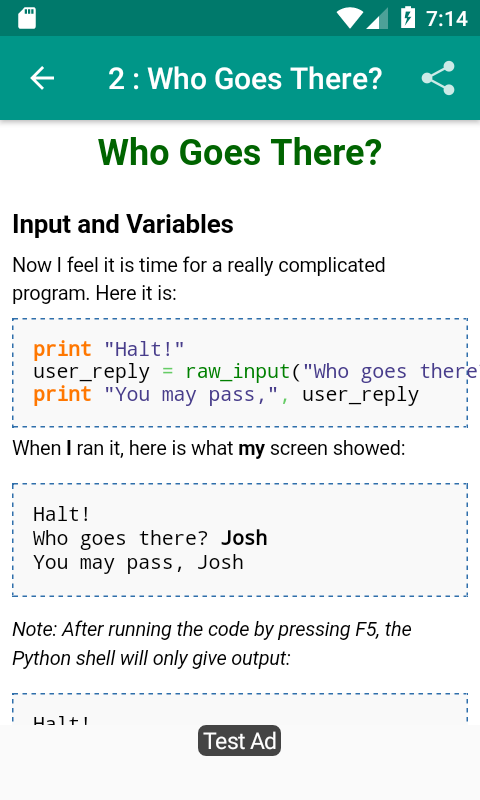 7:14
2 : Who Goes There?
Who Goes There?
Input and Variables
Now I feel it is time for a really complicated
program. Here it is:
print "Halt!"
user_reply = raw_input("Who goes there
print "You may pass,", user_reply
When I ran it, here is what my screen showed:
Halt!
Who goes there? Josh
You may pass, Josh
Note: After running the code by pressing F5, the
Python shell will only give output:
Halt!
Test Ad